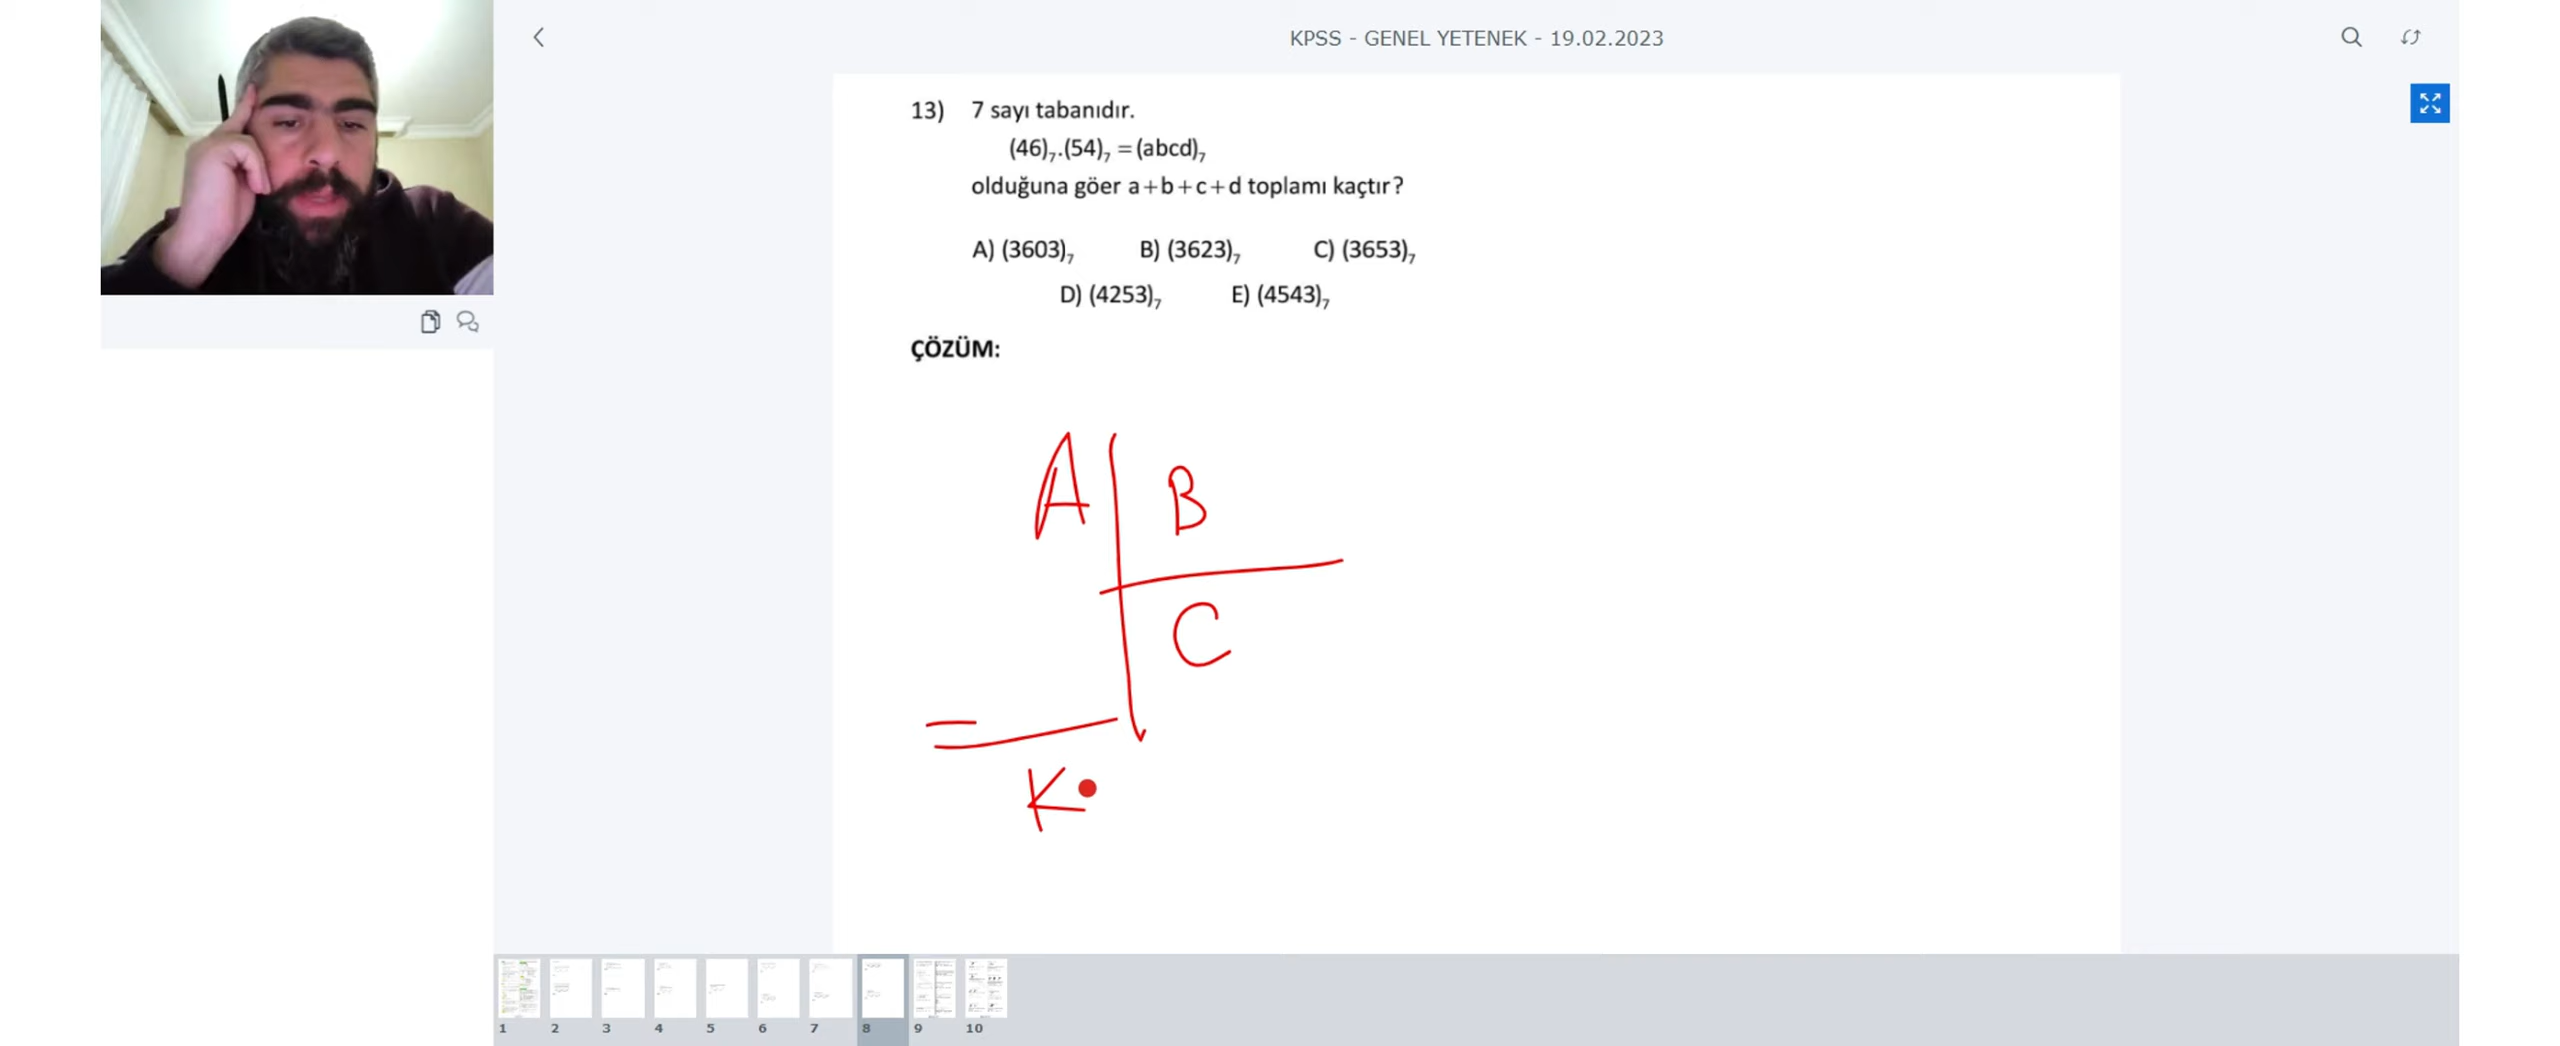 KPSS - GENEL YETENEK - 19.02.2023
13) 7 sayı tabanıdır.
(46)₇.(54)₇ = (abcd)₇
olduğuna göer a+b+c+d toplamı kaçtır?
A) (3603)₇ B) (3623)₇ C) (3653)₇
D) (4253)₇ E) (4543)₇
ÇÖZÜM:
A B
C
K
1 2 3 4 5 6 7 8 9 10